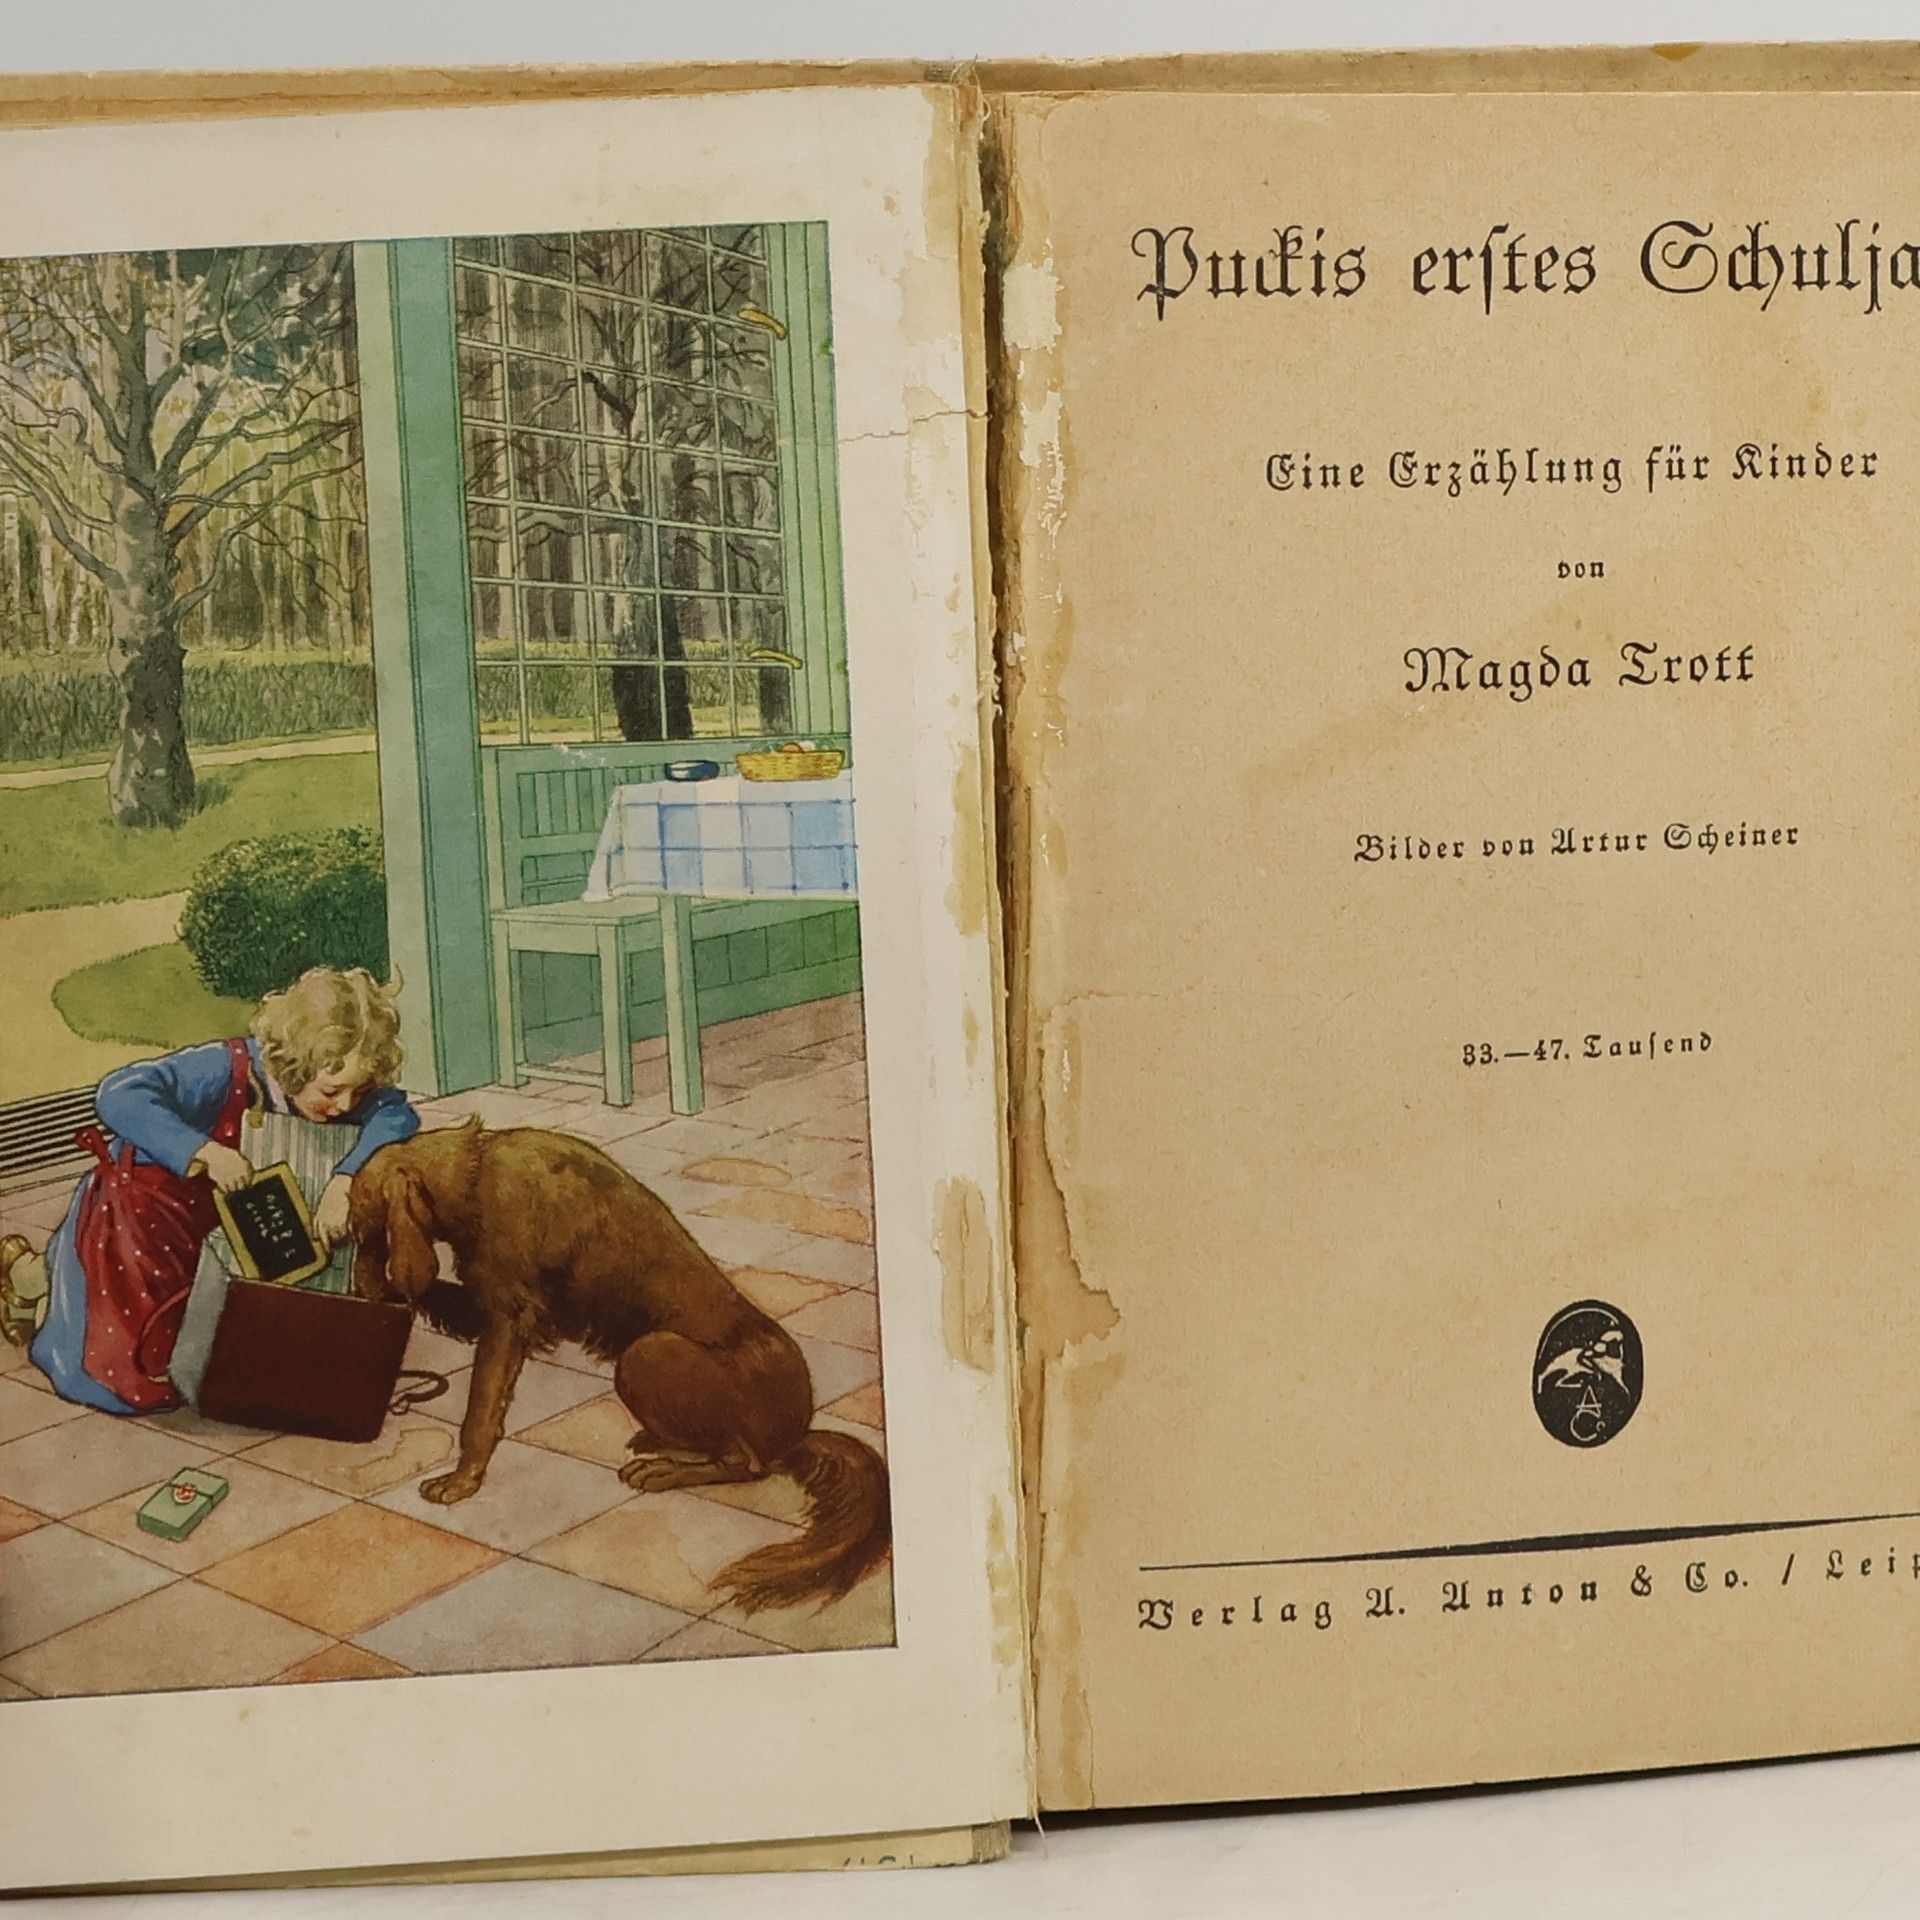 Puckis erſtes Schulja
Eine Erzählung für Kinder
von
Magda Trott
Bilder von Artur Scheiner
33.—47. Tauſend
A
Co
Verlag A. Anton & Co. / Leip